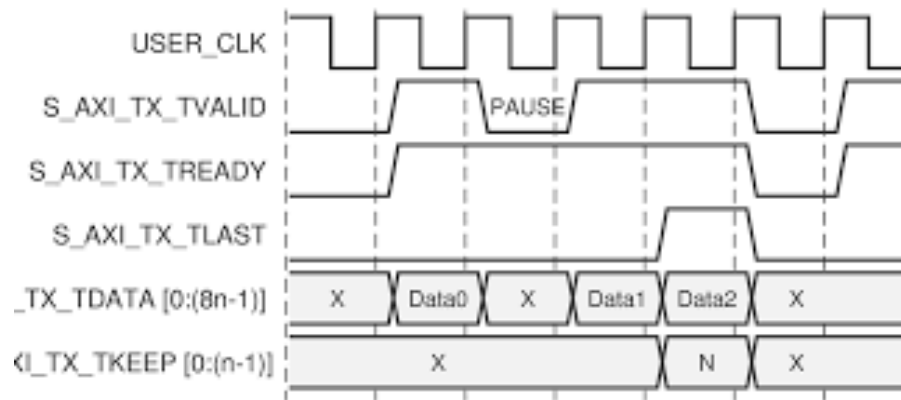 USER_CLK
S_AXI_TX_TVALID PAUSE
S_AXI_TX_TREADY
S_AXI_TX_TLAST
_TX_TDATA [0:(8n-1)] X Data0 X Data1 Data2 X
XI_TX_TKEEP [0:(n-1)] X N X